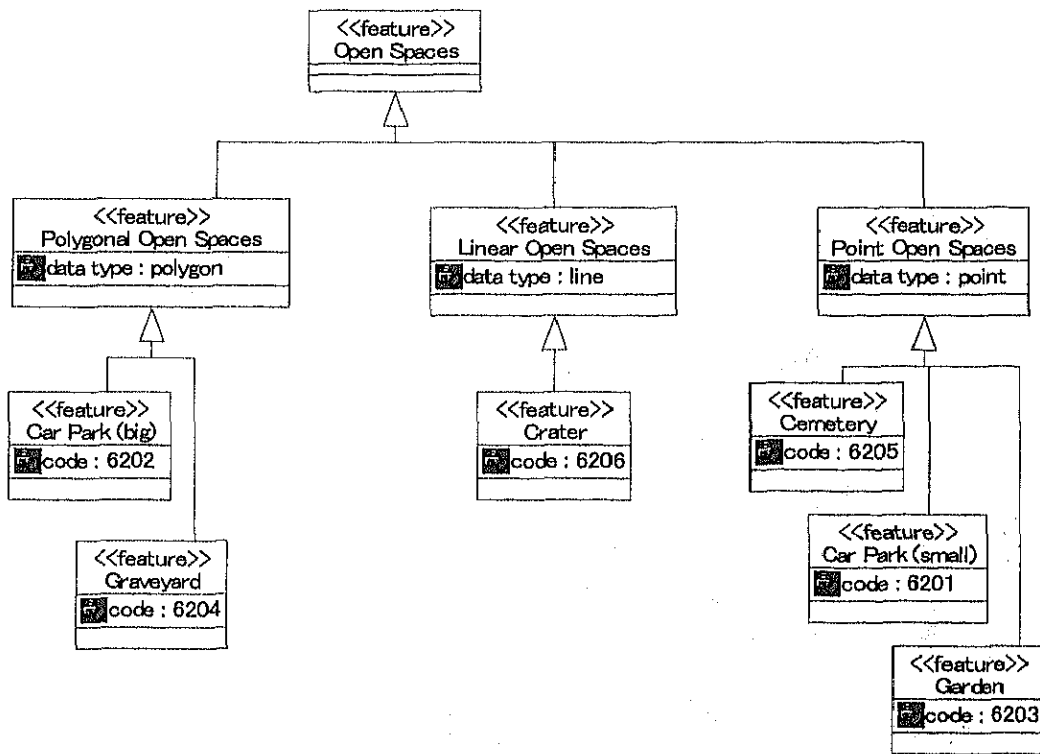 <<feature>>
Open Spaces
<<feature>>
Polygonal Open Spaces
data type : polygon
<<feature>>
Linear Open Spaces
data type : line
<<feature>>
Point Open Spaces
data type : point
<<feature>>
Car Park (big)
code : 6202
<<feature>>
Graveyard
code : 6204
<<feature>>
Crater
code : 6206
<<feature>>
Cemetery
code : 6205
<<feature>>
Car Park (small)
code : 6201
<<feature>>
Garden
code : 6203